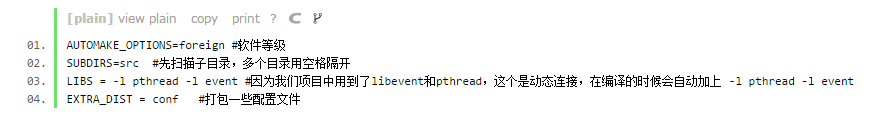 [plain] view plain copy print ?
01. AUTOMAKE_OPTIONS=foreign #软件等级
02. SUBDIRS=src #先扫描子目录，多个目录用空格隔开
03. LIBS = -l pthread -l event #因为我们项目中用到了libevent和pthread，这个是动态连接，在编译的时候会自动加上 -l pthread -l event
04. EXTRA_DIST = conf #打包一些配置文件